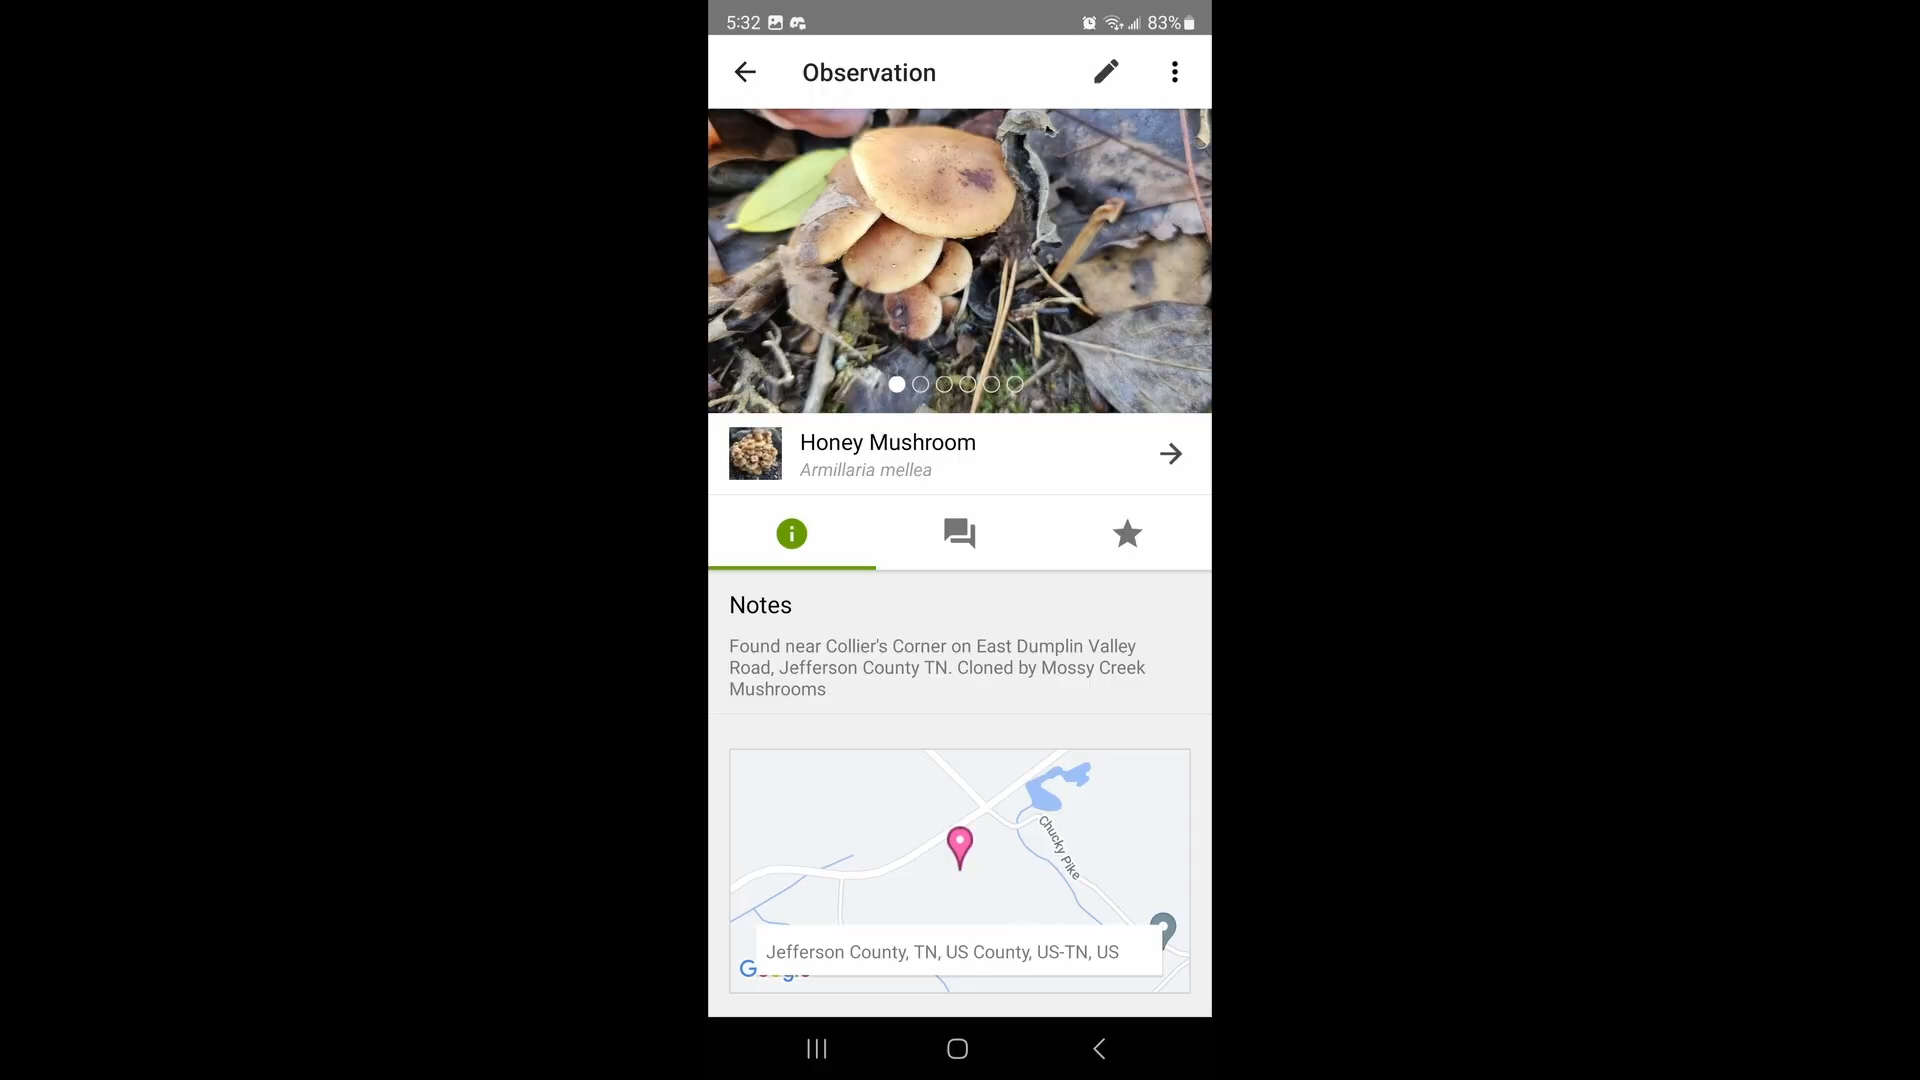 5:32
83%
Observation
Honey Mushroom
Armillaria mellea
Notes
Found near Collier's Corner on East Dumplin Valley
Road, Jefferson County TN. Cloned by Mossy Creek
Mushrooms
Chucky Pike
Jefferson County, TN, US County, US-TN, US
Google